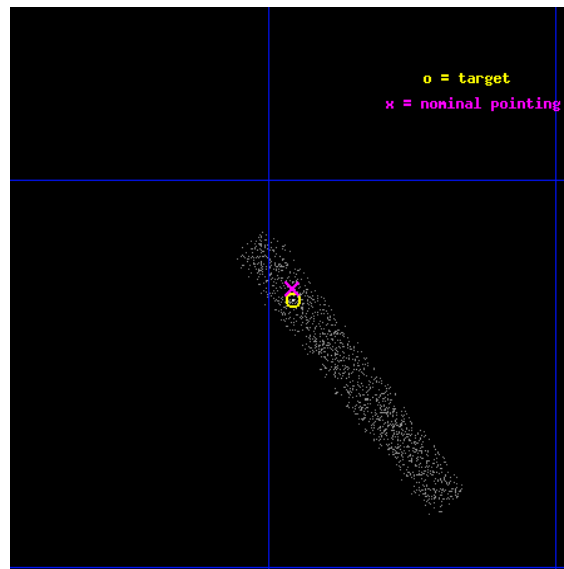 o = target
x = nominal pointing